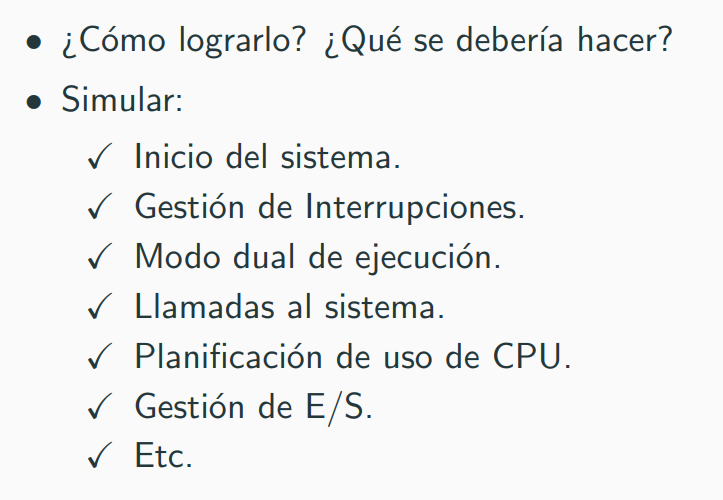 • ¿Cómo lograrlo? ¿Qué se debería hacer?
• Simular:
✓ Inicio del sistema.
✓ Gestión de Interrupciones.
✓ Modo dual de ejecución.
✓ Llamadas al sistema.
✓ Planificación de uso de CPU.
✓ Gestión de E/S.
✓ Etc.